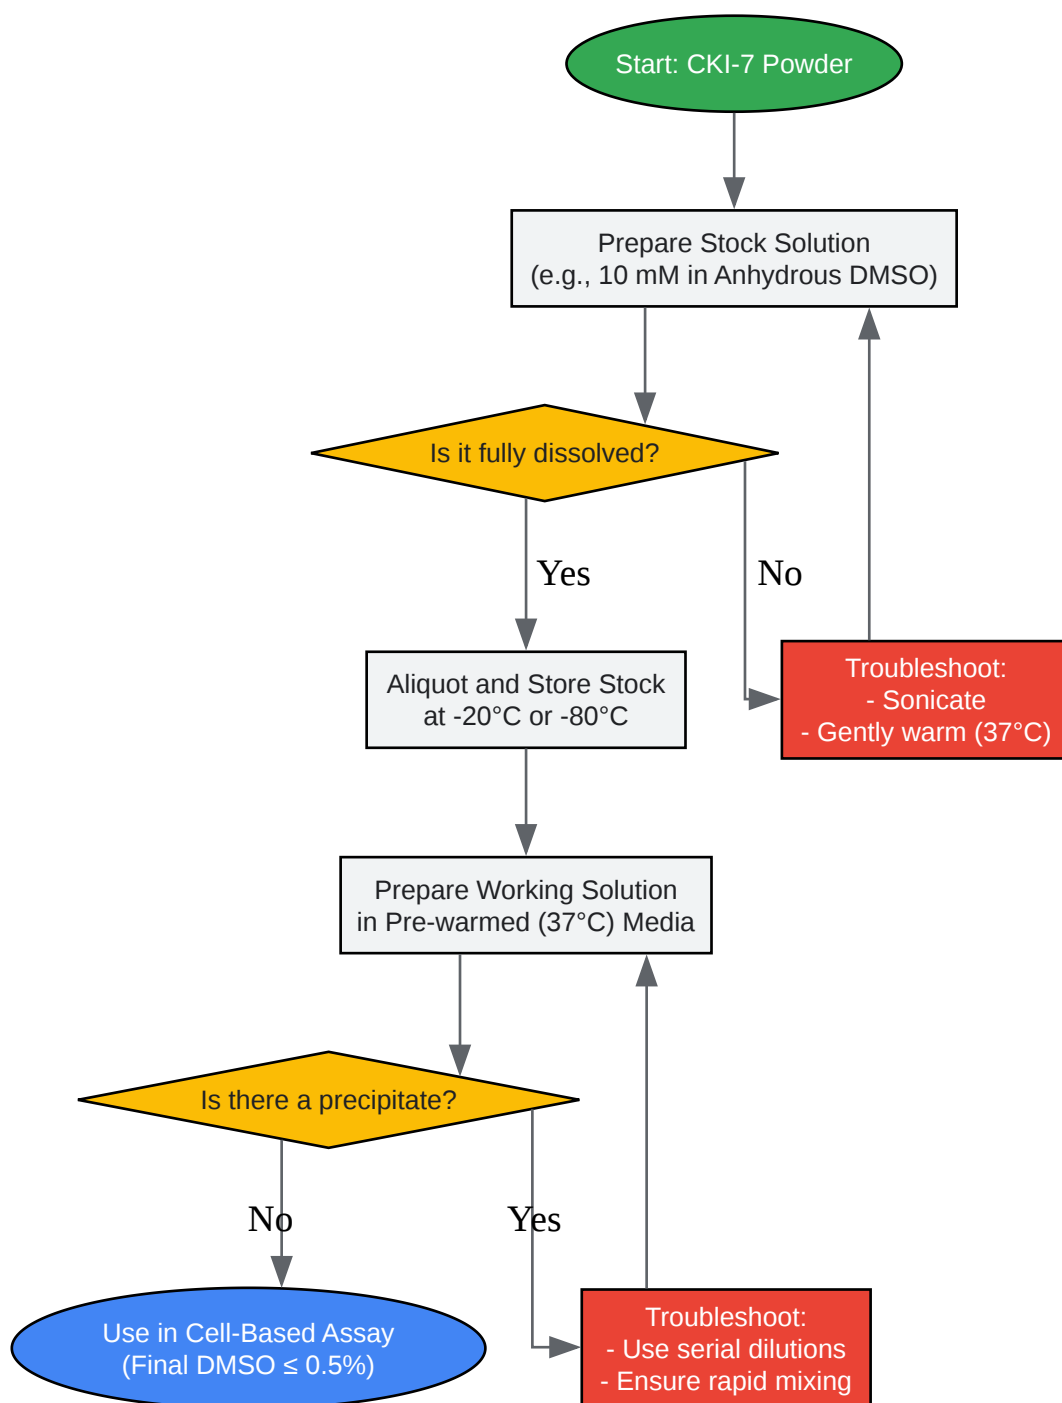 Start: CKI-7 Powder
Prepare Stock Solution
(e.g., 10 mM in Anhydrous DMSO)
Is it fully dissolved?
Yes
No
Troubleshoot:
- Sonicate
- Gently warm (37°C)
Aliquot and Store Stock
at -20°C or -80°C
Prepare Working Solution
in Pre-warmed (37°C) Media
Is there a precipitate?
No
Yes
Use in Cell-Based Assay
(Final DMSO ≤ 0.5%)
Troubleshoot:
- Use serial dilutions
- Ensure rapid mixing